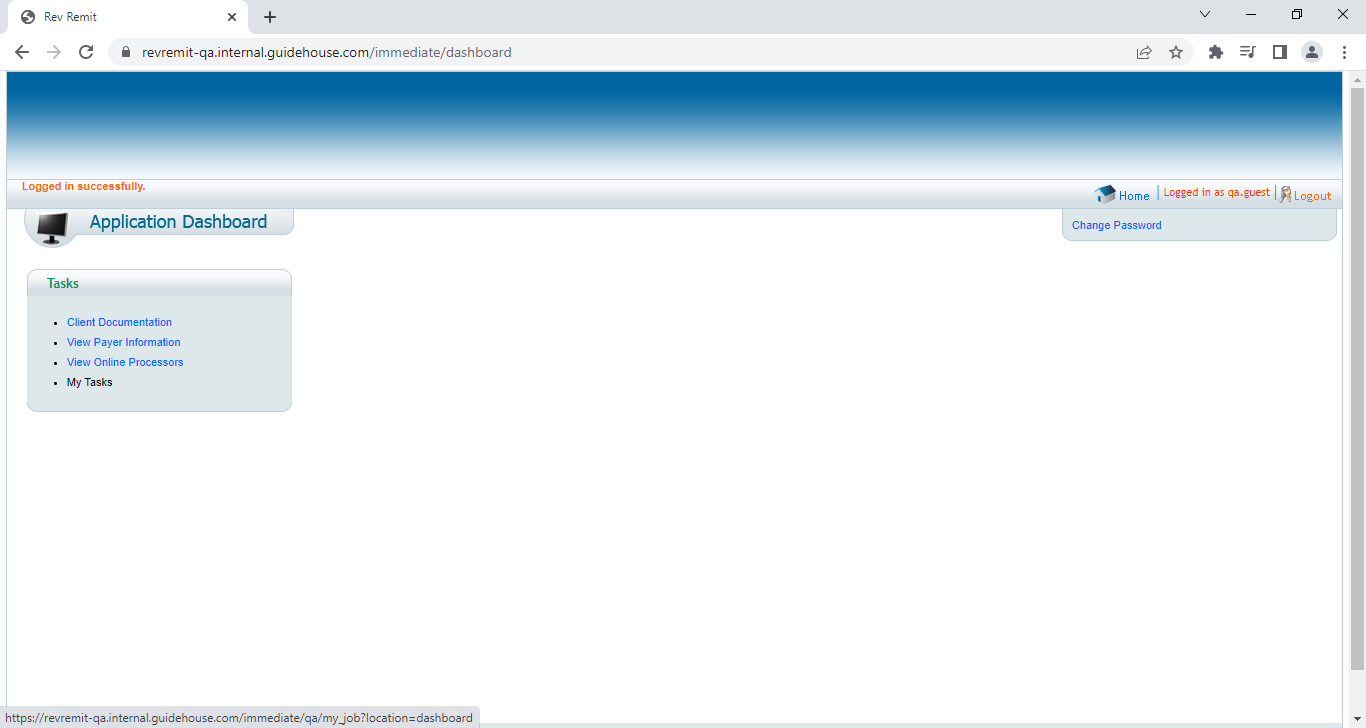 Rev Remit
revremit-qa.internal.guidehouse.com/immediate/dashboard
Logged in successfully.
Home
Logged in as qa.guest
Logout
Application Dashboard
Change Password
Tasks
Client Documentation
View Payer Information
View Online Processors
My Tasks
https://revremit-qa.internal.guidehouse.com/immediate/qa/my_job?location=dashboard